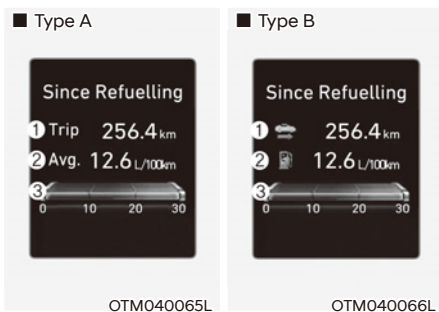 ■ Type A
Since Refuelling
1 Trip 256.4 km
2 Avg. 12.6 L/100km
3
0 10 20 30
OTM040065L
■ Type B
Since Refuelling
1 256.4 km
2 12.6 L/100km
3
0 10 20 30
OTM040066L